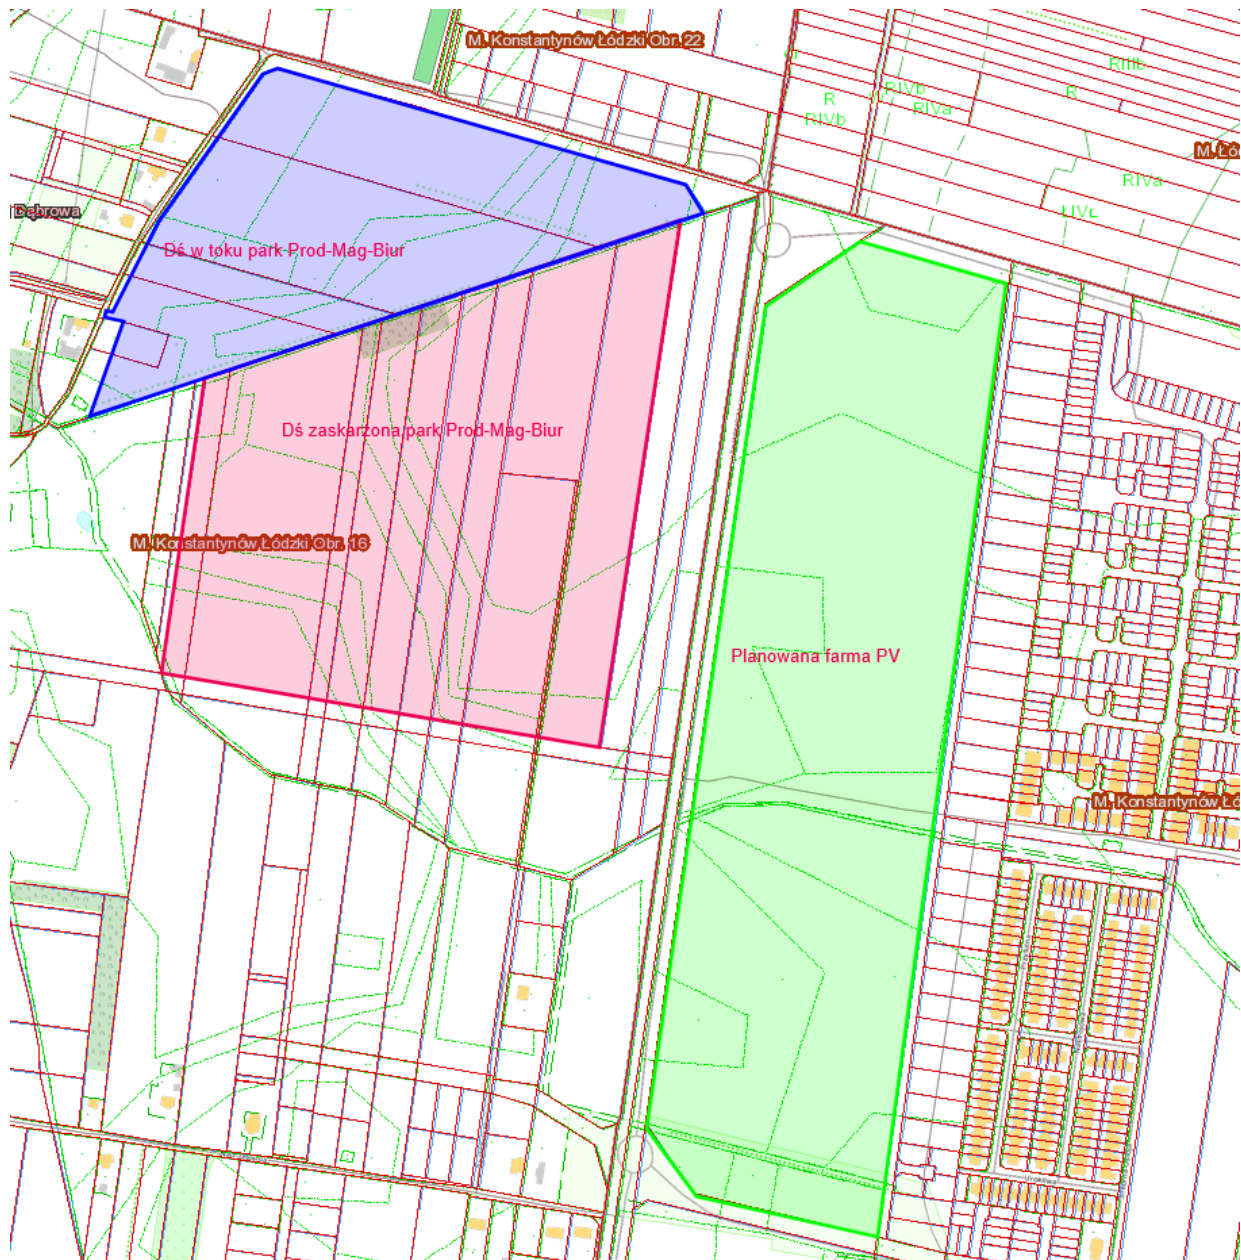 M. Konstantynów Łódzki Obr. 22
RIIIb
R
RIVb
RIVb
RIVa
R
M. Łó
RIVa
Dębrowa
Dś w toku park Prod-Mag-Biur
Dś zaskarżona park Prod-Mag-Biur
M. Konstantynów Łódzki Obr. 16
Planowana farma PV
M. Konstantynów Łó
Urokliwa